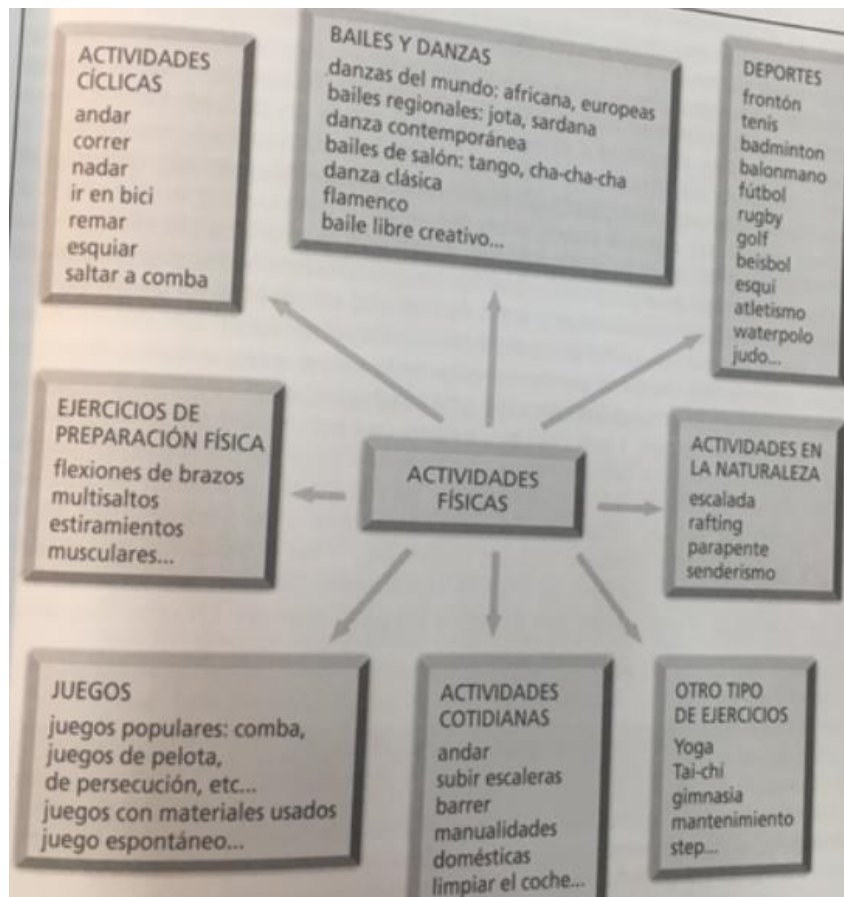 ACTIVIDADES
CÍCLICAS
andar
correr
nadar
ir en bici
remar
esquiar
saltar a comba
BAILES Y DANZAS
danzas del mundo: africana, europeas
bailes regionales: jota, sardana
danza contemporánea
bailes de salón: tango, cha-cha-cha
danza clásica
flamenco
baile libre creativo...
DEPORTES
frontón
tenis
badminton
balonmano
fútbol
rugby
golf
beisbol
esquí
atletismo
waterpolo
judo...
EJERCICIOS DE
PREPARACIÓN FÍSICA
flexiones de brazos
multisaltos
estiramientos
musculares...
ACTIVIDADES
FÍSICAS
ACTIVIDADES EN
LA NATURALEZA
escalada
rafting
parapente
senderismo
JUEGOS
juegos populares: comba,
juegos de pelota,
de persecución, etc...
juegos con materiales usados
juego espontáneo...
ACTIVIDADES
COTIDIANAS
andar
subir escaleras
barrer
manualidades
domésticas
limpiar el coche...
OTRO TIPO
DE EJERCICIOS
Yoga
Tai-chi
gimnasia
mantenimiento
step...